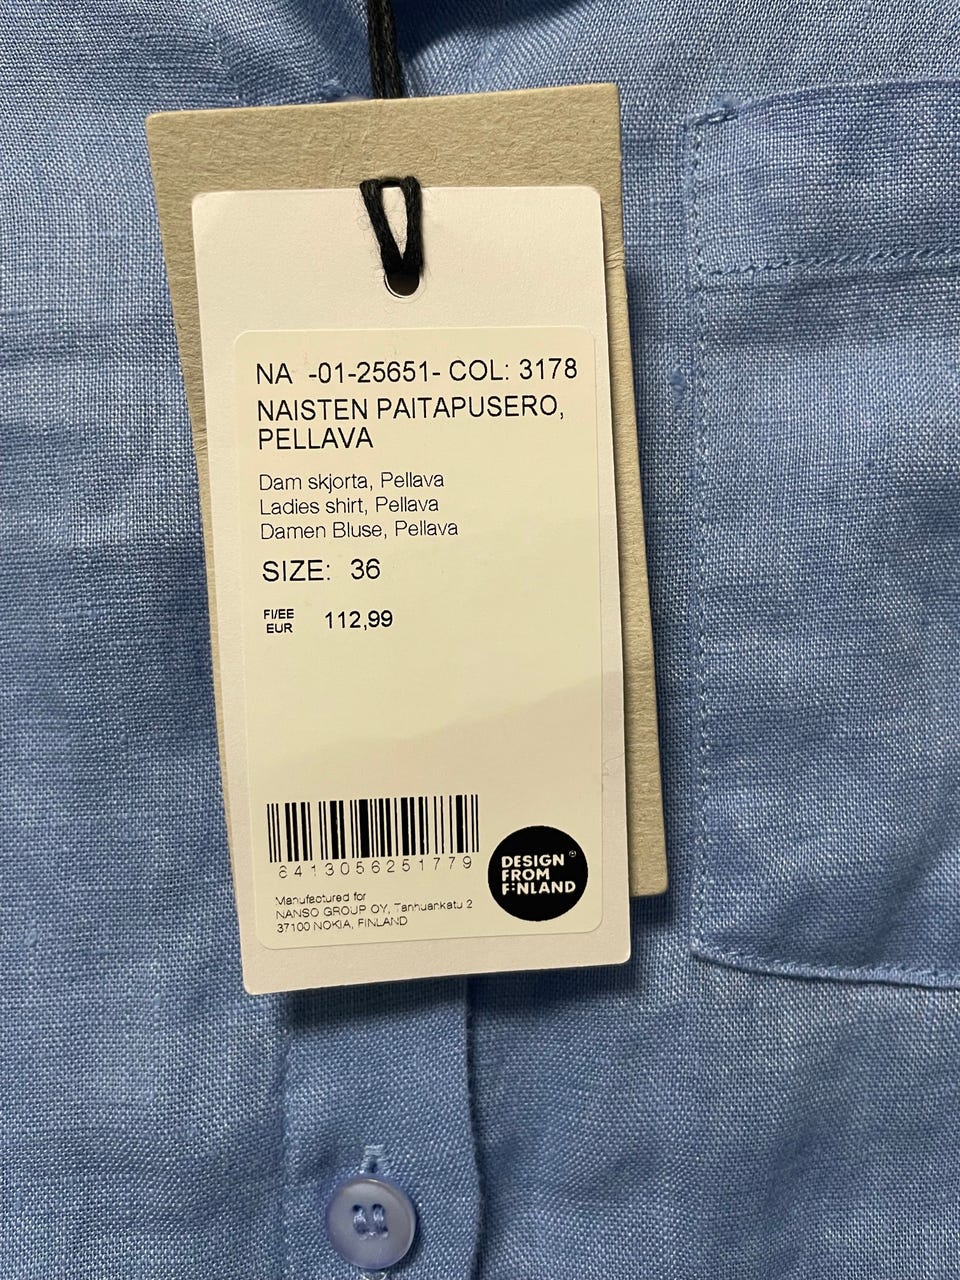 NA -01-25651- COL: 3178
NAISTEN PAITAPUSERO,
PELLAVA
Dam skjorta, Pellava
Ladies shirt, Pellava
Damen Bluse, Pellava
SIZE: 36
FI/EE
EUR 112,99
6413056251779
DESIGN
FROM
FINLAND
Manufactured for
NANSO GROUP OY, Tanhuankatu 2
37100 NOKIA, FINLAND